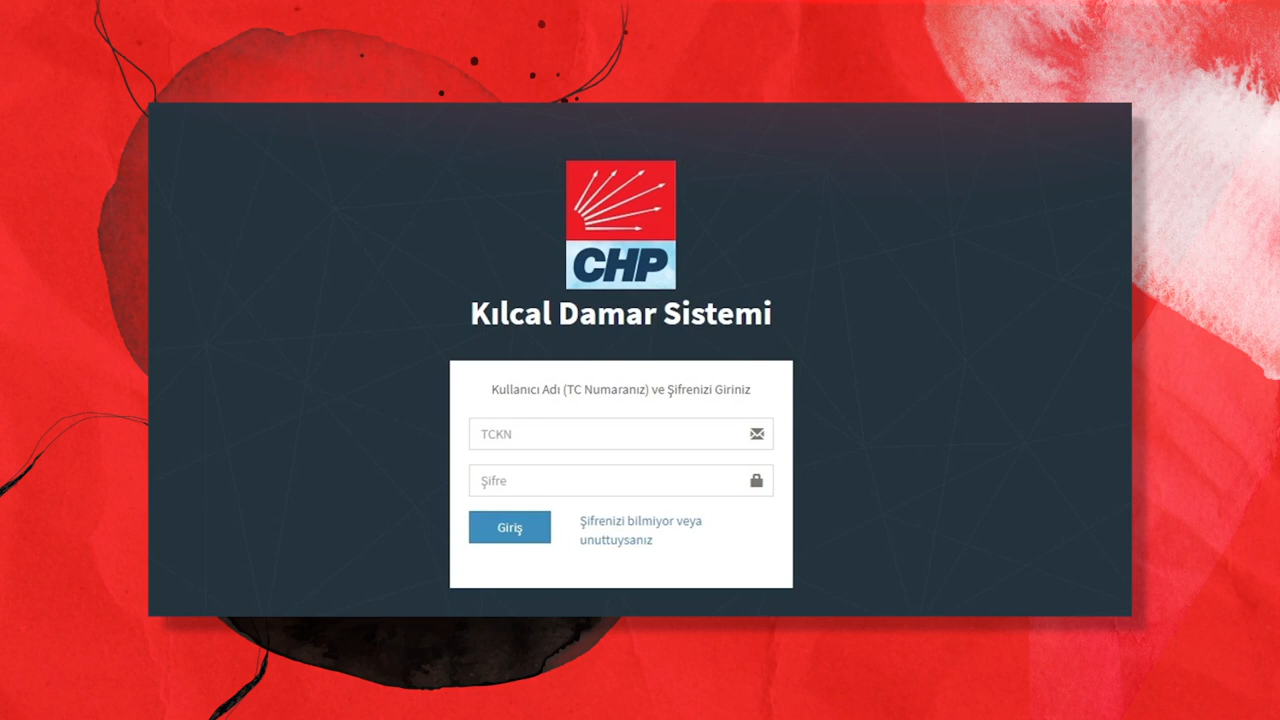 CHP
Kılcal Damar Sistemi
Kullanıcı Adı (TC Numaranız) ve Şifrenizi Giriniz
TCKN
Şifre
Giriş
Şifrenizi bilmiyor veya
unuttuysanız